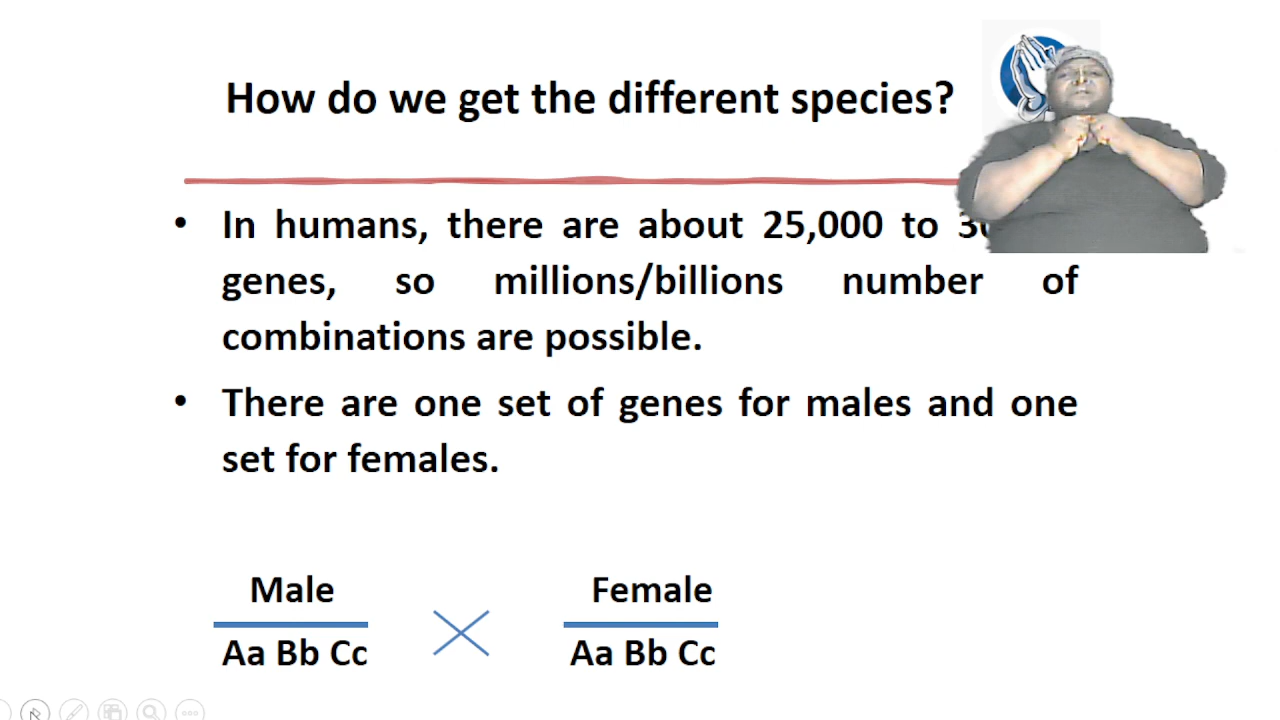 How do we get the different species?
• In humans, there are about 25,000 to
genes, so millions/billions number of
combinations are possible.
• There are one set of genes for males and one
set for females.
Male Female
Aa Bb Cc Aa Bb Cc